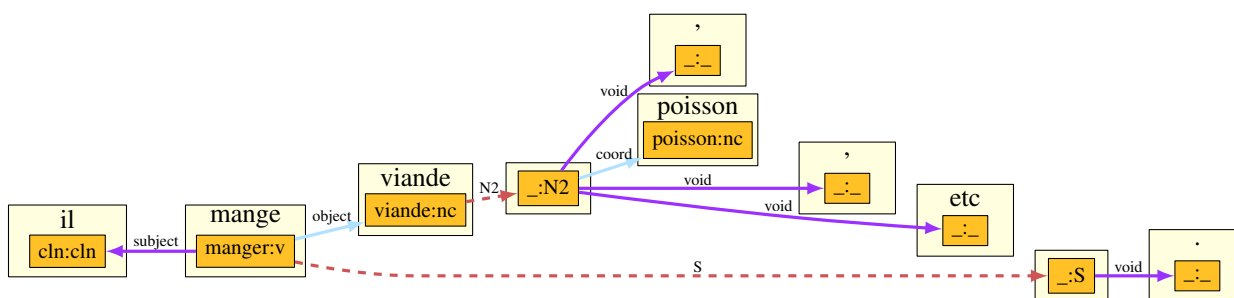 ,
_:_
void
poisson
poisson:nc
coord
,
_:_
void
viande
viande:nc
N2
_:N2
void
etc
_:_
il
cln:cln
subject
mange
manger:v
object
S
_:S
void
.
_:_